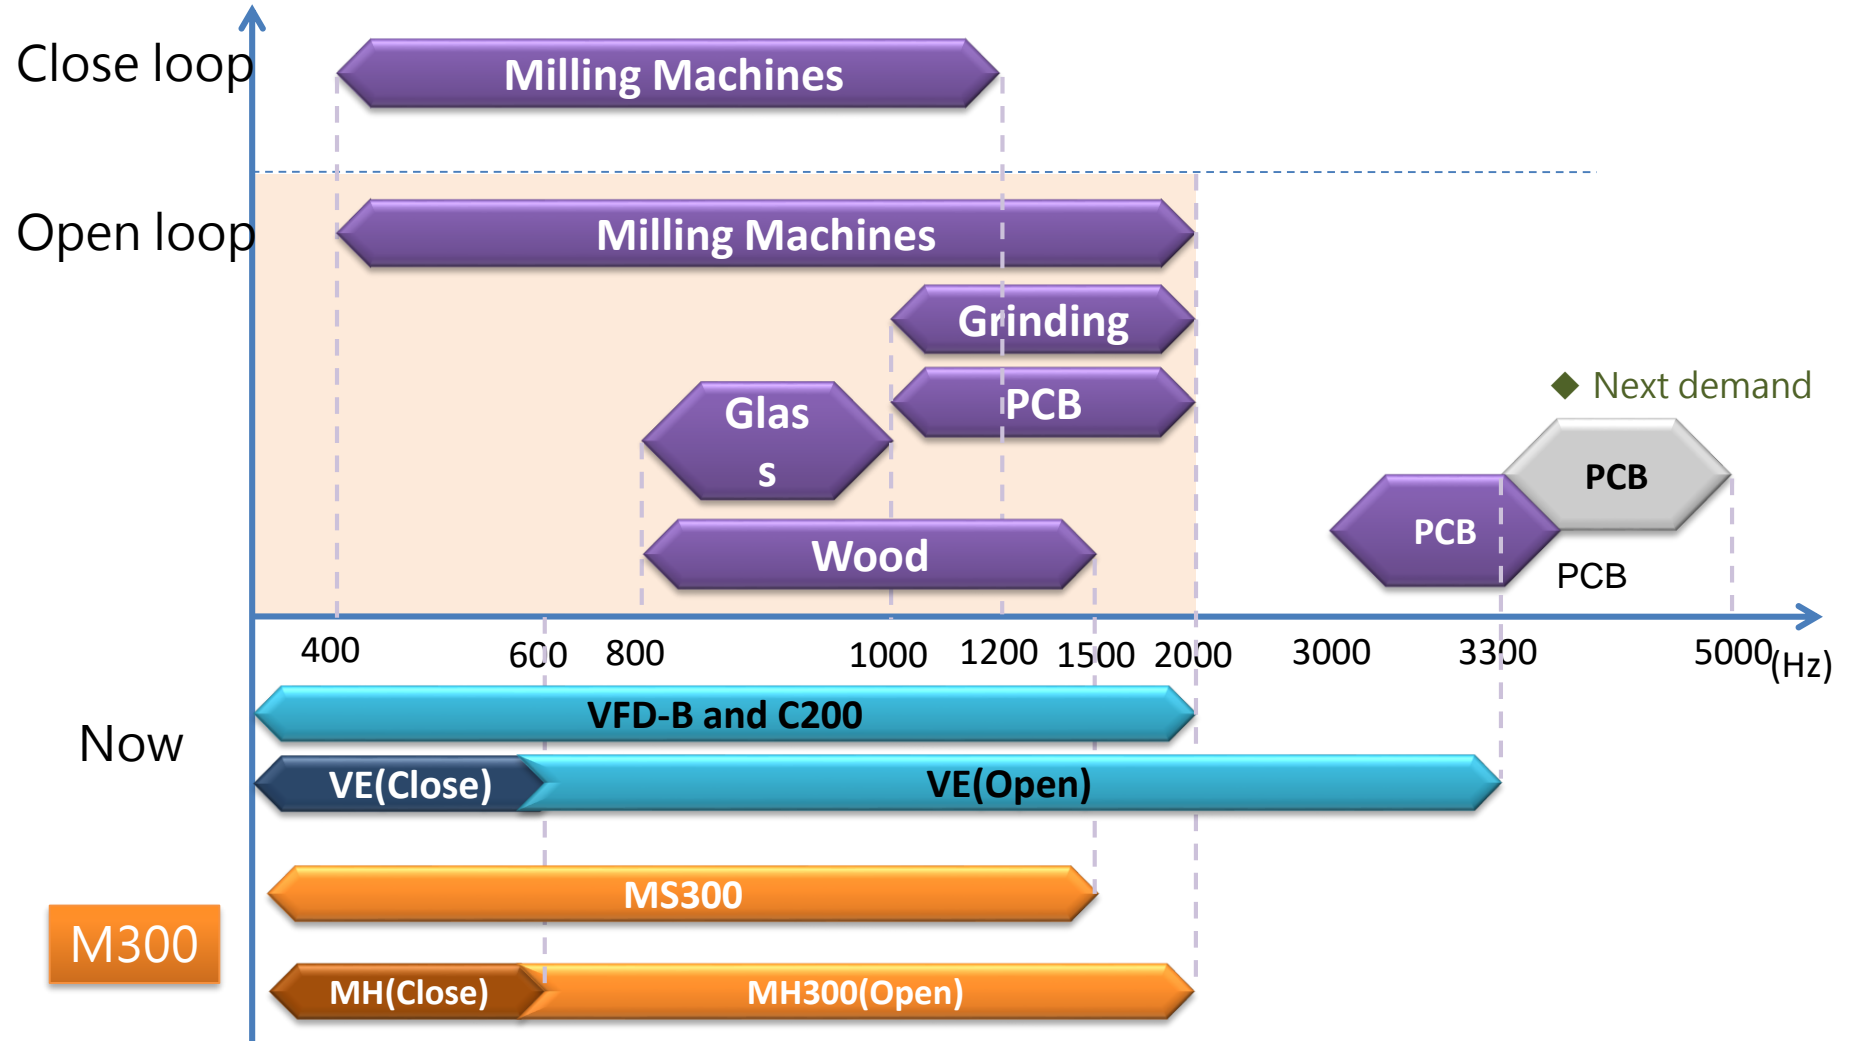 Close loop
Milling Machines
Open loop
Milling Machines
Grinding
PCB
Glas
s
Wood
◆ Next demand
PCB
PCB
PCB
400
600
800
1000
1200
1500
2000
3000
3300
5000
(Hz)
Now
VFD-B and C200
VE(Close)
VE(Open)
M300
MS300
MH(Close)
MH300(Open)